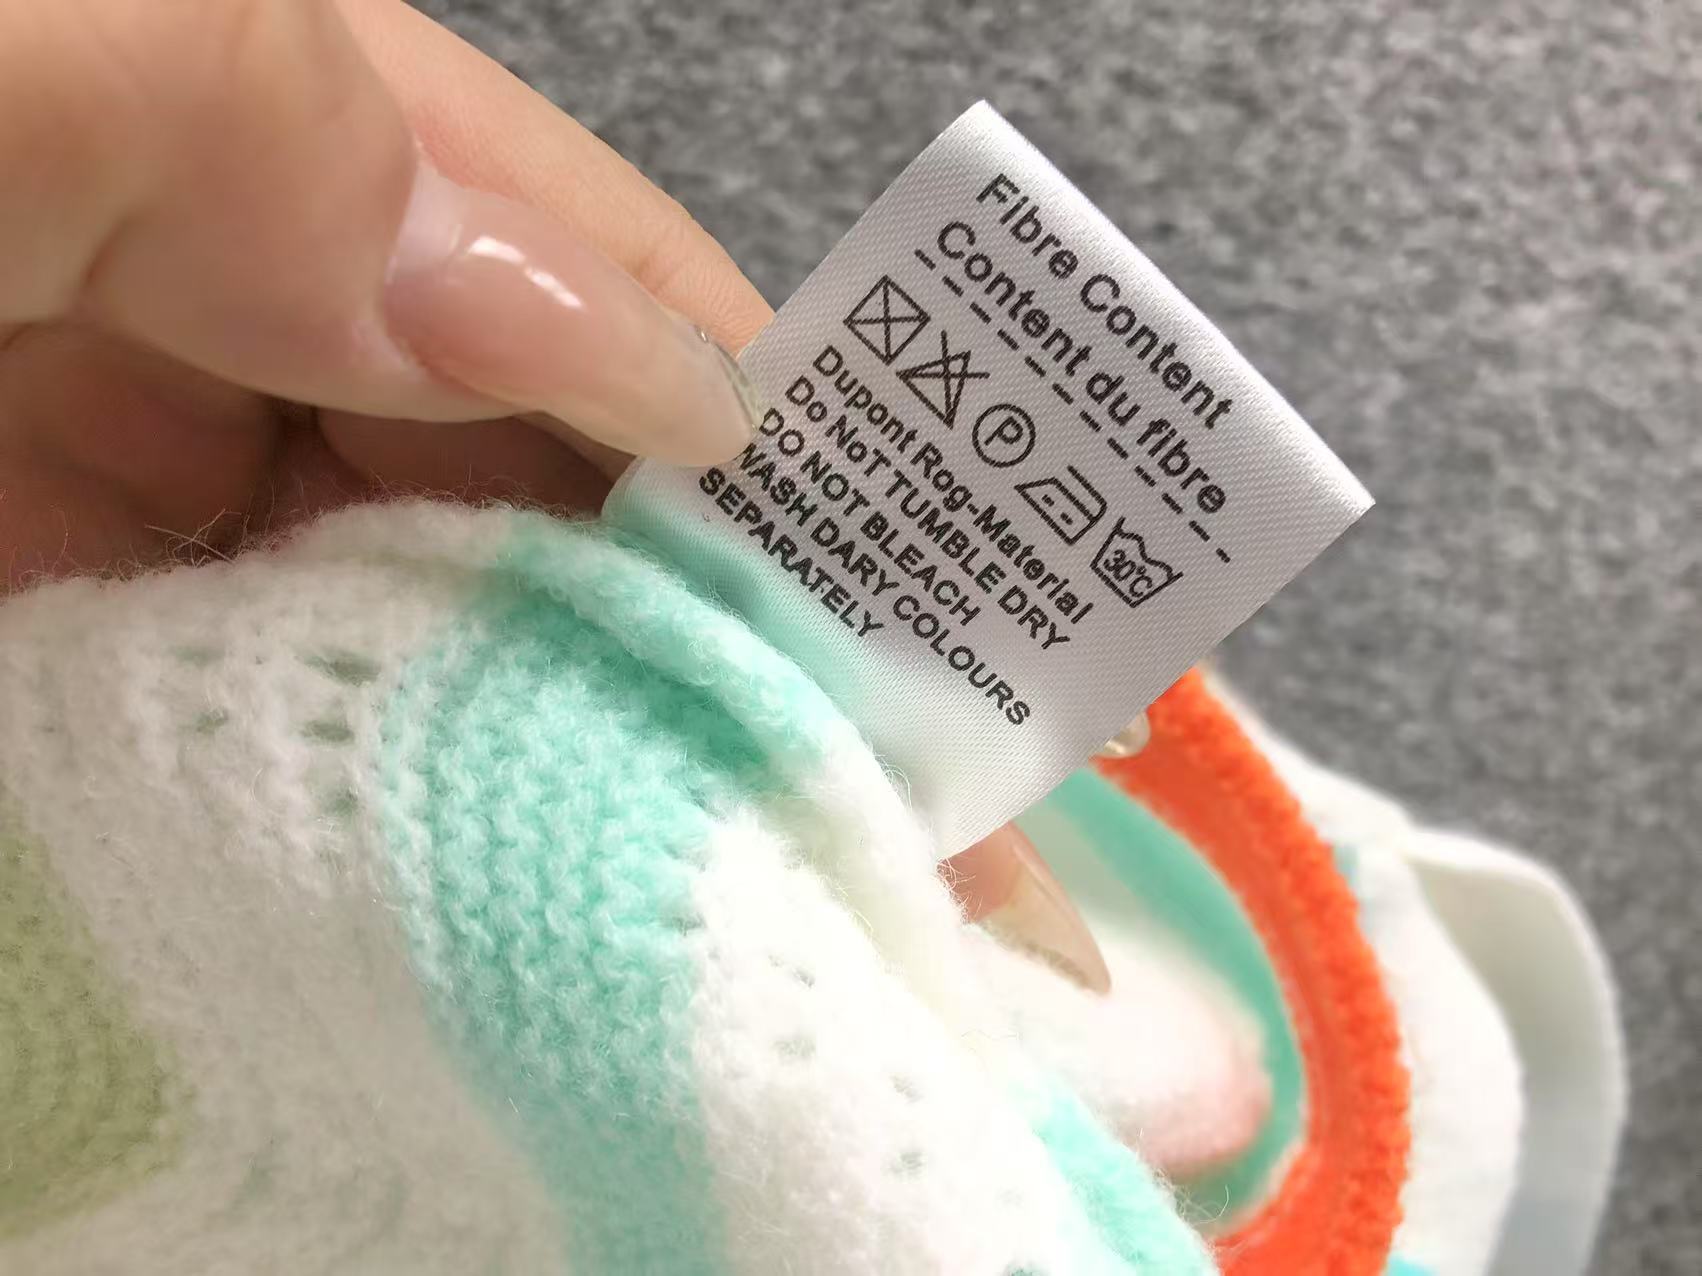 Fibre Content
Content du fibre
P
30℃
Dupont Rog-Material
Do NoT TUMBLE DRY
DO NOT BLEACH
WASH DARY COLOURS
SEPARATELY